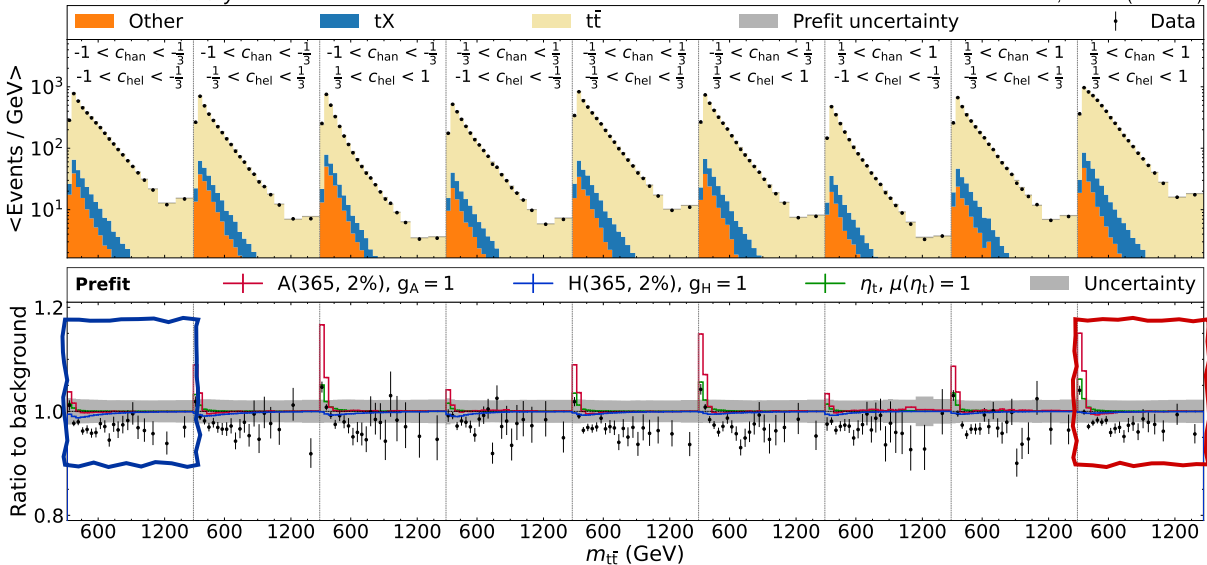 Other tX tt̄ Prefit uncertainty Data
-1 < c_han < -1/3 -1 < c_han < -1/3 -1 < c_han < -1/3 -1/3 < c_han < 1/3 -1/3 < c_han < 1/3 -1/3 < c_han < 1/3 1/3 < c_han < 1 1/3 < c_han < 1 1/3 < c_han < 1
-1 < c_hel < -1/3 -1/3 < c_hel < 1/3 1/3 < c_hel < 1 -1 < c_hel < -1/3 -1/3 < c_hel < 1/3 1/3 < c_hel < 1 -1 < c_hel < -1/3 -1/3 < c_hel < 1/3 1/3 < c_hel < 1
<Events / GeV>
10³
10²
10¹
Prefit A(365, 2%), g_A = 1 H(365, 2%), g_H = 1 η_t, μ(η_t) = 1 Uncertainty
Ratio to background
1.2
1.0
0.8
600 1200 600 1200 600 1200 600 1200 600 1200 600 1200 600 1200 600 1200 600 1200
m_tt̄ (GeV)